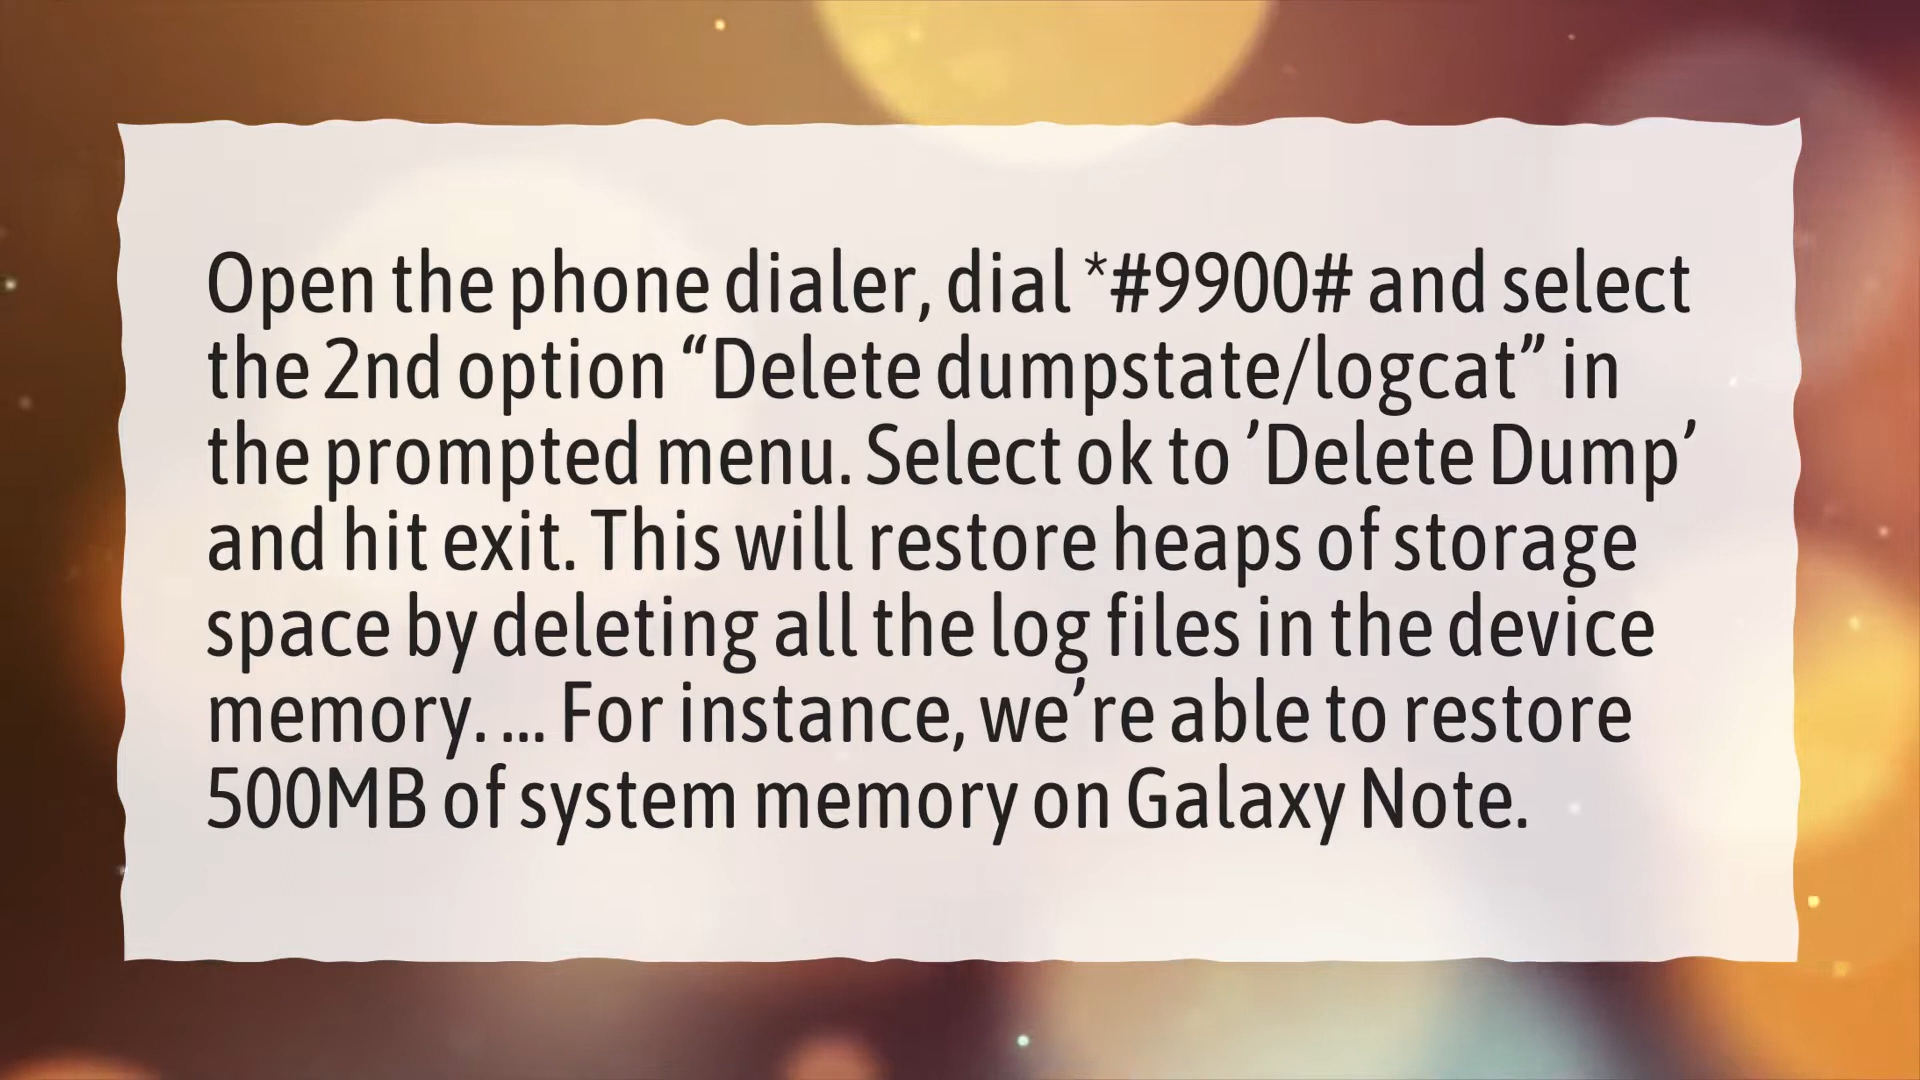 Open the phone dialer, dial *#9900# and select
the 2nd option “Delete dumpstate/logcat” in
the prompted menu. Select ok to ’Delete Dump’
and hit exit. This will restore heaps of storage
space by deleting all the log files in the device
memory. ... For instance, we’re able to restore
500MB of system memory on Galaxy Note.